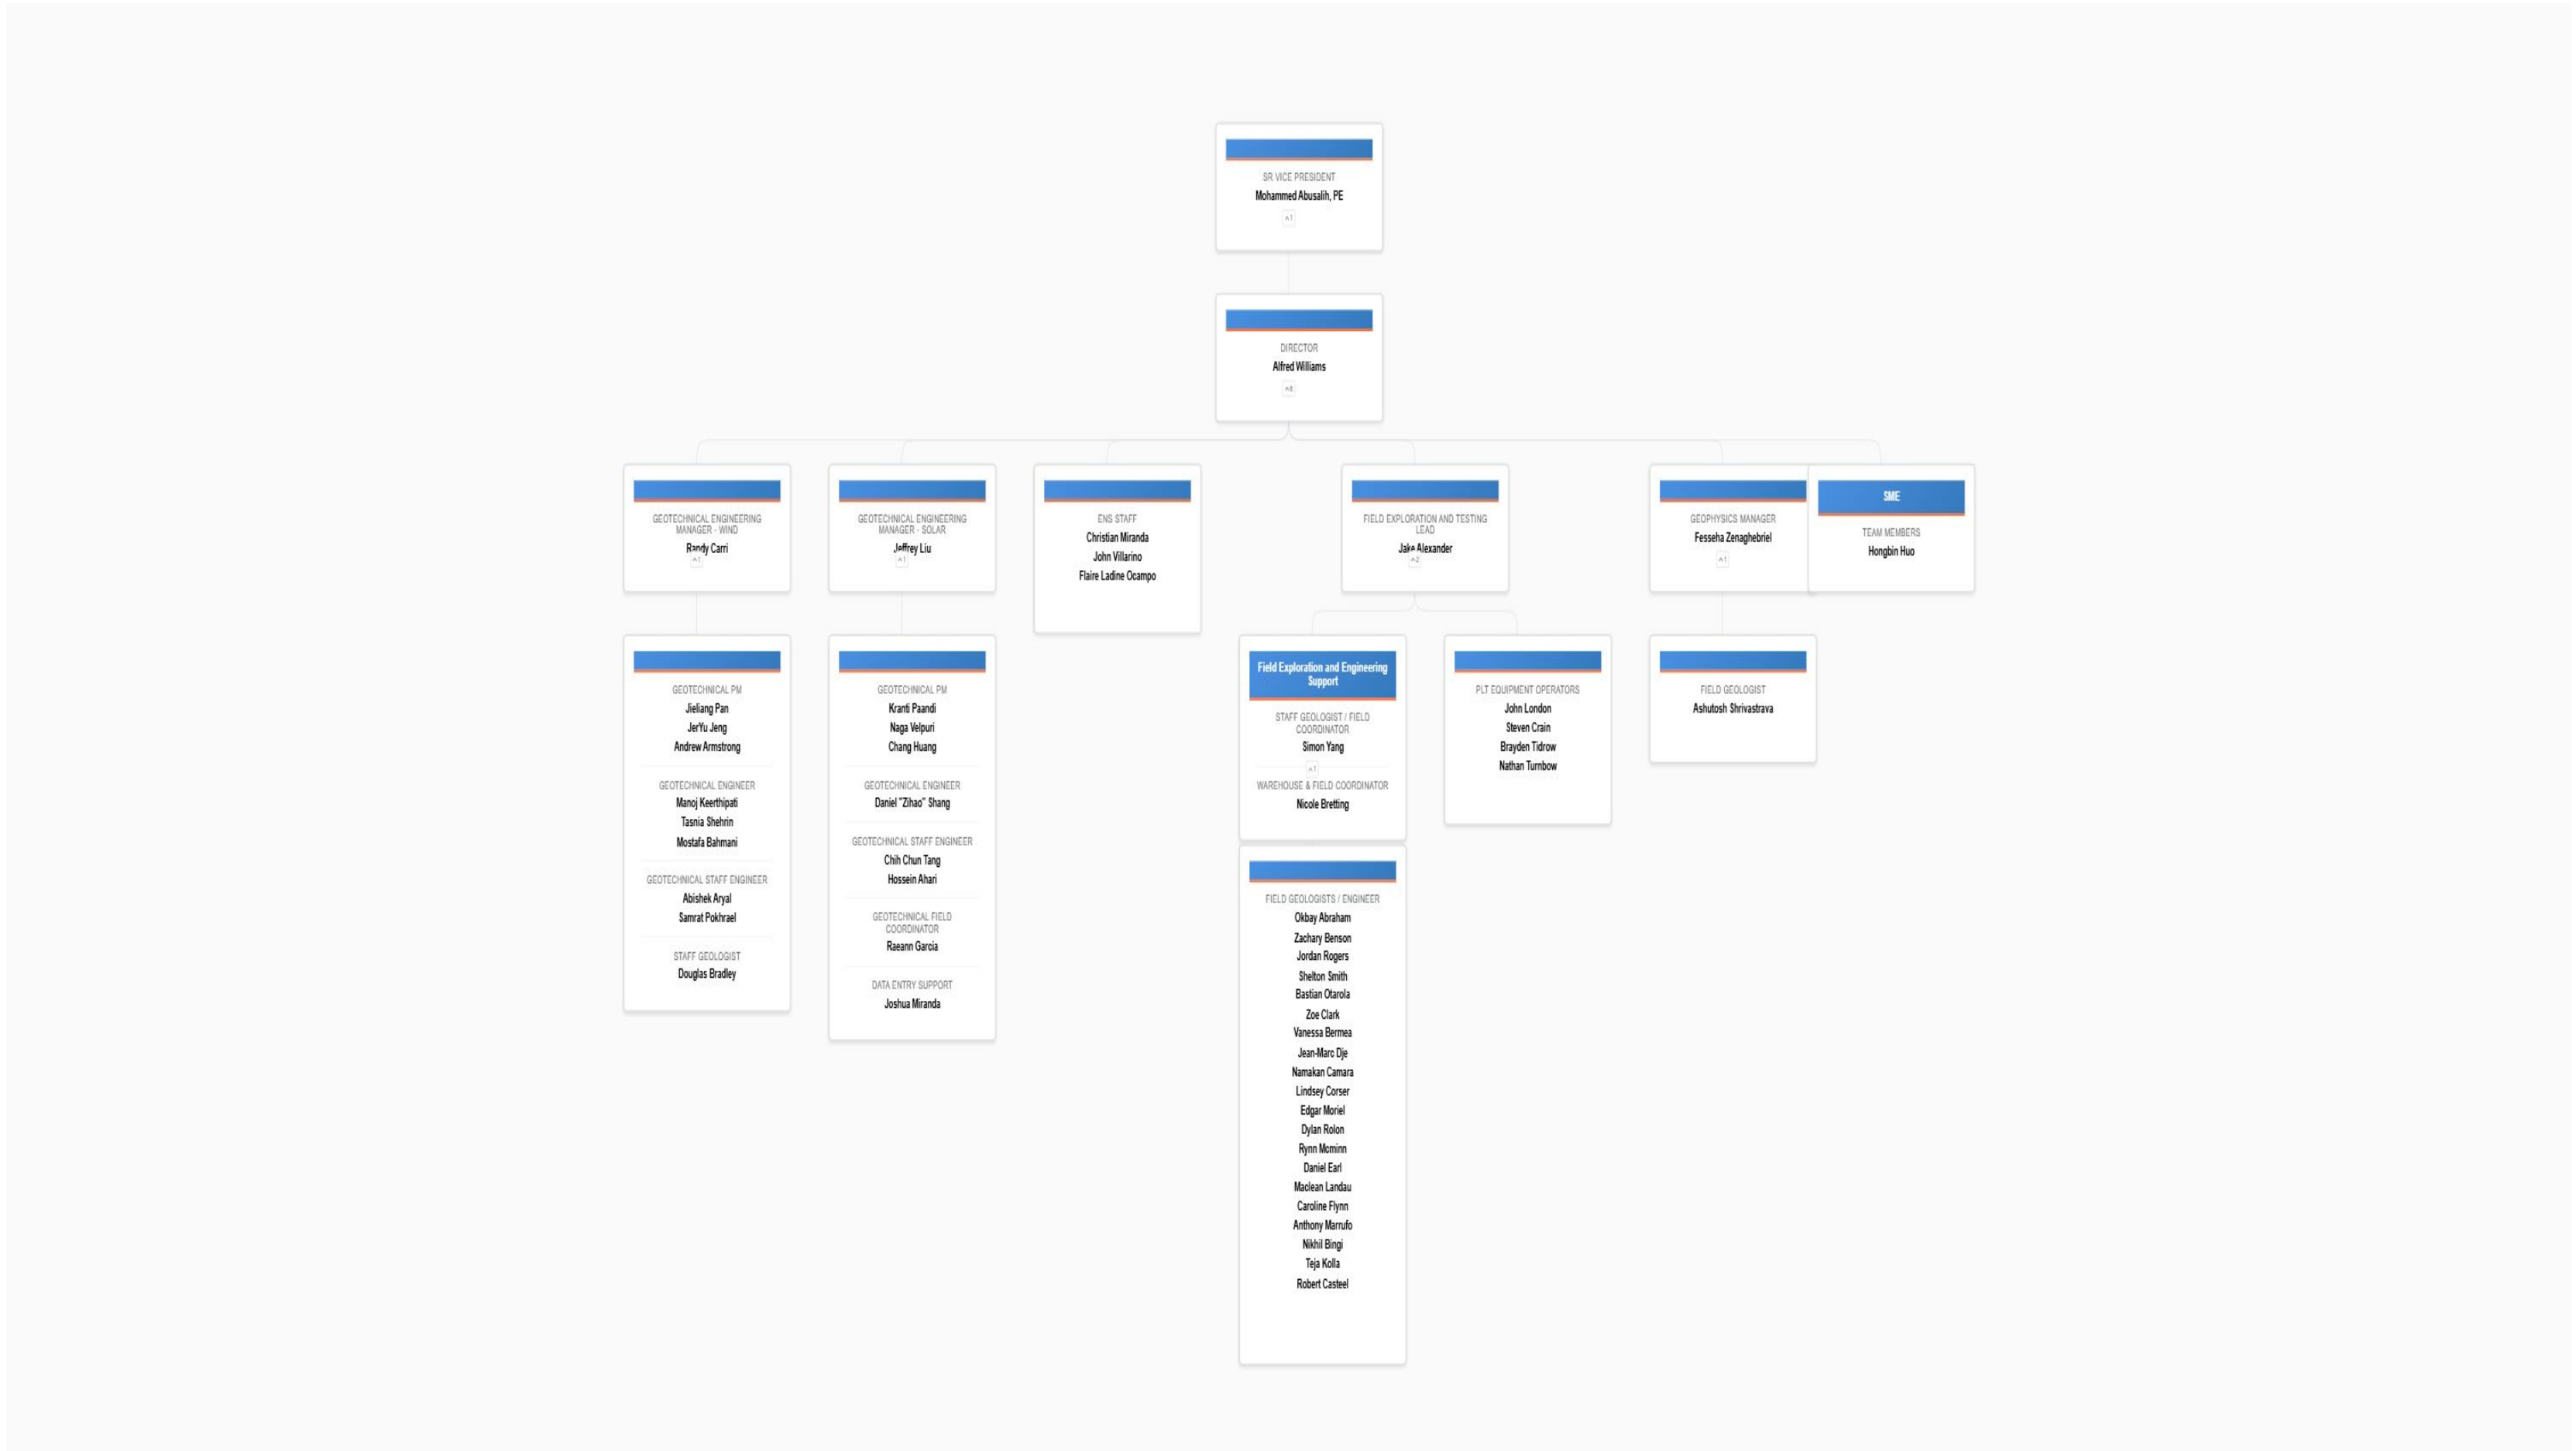 SR VICE PRESIDENT
Mohammed Abusalih, PE
^1
DIRECTOR
Alfred Williams
^8
GEOTECHNICAL ENGINEERING
MANAGER - WIND
Randy Carri
^1
GEOTECHNICAL ENGINEERING
MANAGER - SOLAR
Jeffrey Liu
^1
ENS STAFF
Christian Miranda
John Villarino
Flaire Ladine Ocampo
FIELD EXPLORATION AND TESTING
LEAD
Jake Alexander
^2
GEOPHYSICS MANAGER
Fesseha Zenaghebriel
^1
SME
TEAM MEMBERS
Hongbin Huo
GEOTECHNICAL PM
Jieliang Pan
JerYu Jeng
Andrew Armstrong
GEOTECHNICAL ENGINEER
Manoj Keerthipati
Tasnia Shehrin
Mostafa Bahmani
GEOTECHNICAL STAFF ENGINEER
Abishek Aryal
Samrat Pokhrael
STAFF GEOLOGIST
Douglas Bradley
GEOTECHNICAL PM
Kranti Paandi
Naga Velpuri
Chang Huang
GEOTECHNICAL ENGINEER
Daniel "Zihao" Shang
GEOTECHNICAL STAFF ENGINEER
Chih Chun Tang
Hossein Ahari
GEOTECHNICAL FIELD
COORDINATOR
Raeann Garcia
DATA ENTRY SUPPORT
Joshua Miranda
Field Exploration and Engineering
Support
STAFF GEOLOGIST / FIELD
COORDINATOR
Simon Yang
^1
WAREHOUSE & FIELD COORDINATOR
Nicole Bretting
FIELD GEOLOGISTS / ENGINEER
Okbay Abraham
Zachary Benson
Jordan Rogers
Shelton Smith
Bastian Otarola
Zoe Clark
Vanessa Bermea
Jean-Marc Dje
Namakan Camara
Lindsey Corser
Edgar Moriel
Dylan Rolon
Rynn Mcminn
Daniel Earl
Maclean Landau
Caroline Flynn
Anthony Marrufo
Nikhil Bingi
Teja Kolla
Robert Casteel
PLT EQUIPMENT OPERATORS
John London
Steven Crain
Brayden Tidrow
Nathan Turnbow
FIELD GEOLOGIST
Ashutosh Shrivastrava